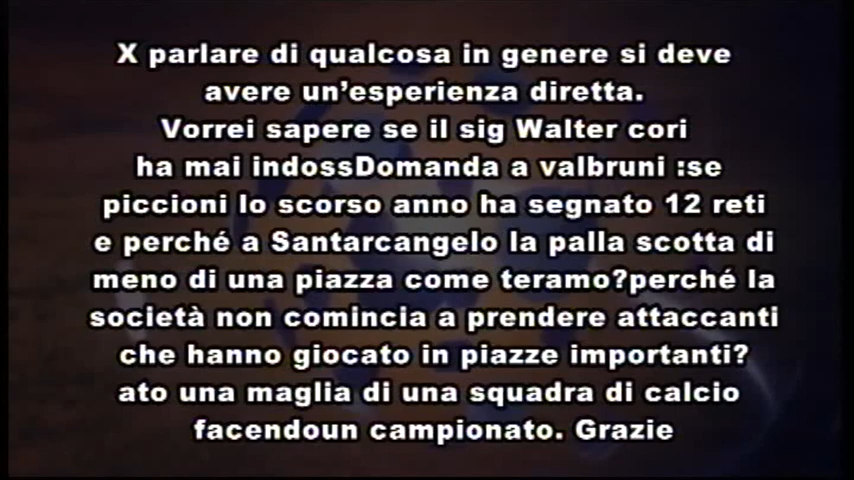 X parlare di qualcosa in genere si deve
avere un'esperienza diretta.
Vorrei sapere se il sig Walter cori
ha mai indossDomanda a valbruni :se
piccioni lo scorso anno ha segnato 12 reti
e perché a Santarcangelo la palla scotta di
meno di una piazza come teramo?perché la
società non comincia a prendere attaccanti
che hanno giocato in piazze importanti?
ato una maglia di una squadra di calcio
facendoun campionato. Grazie